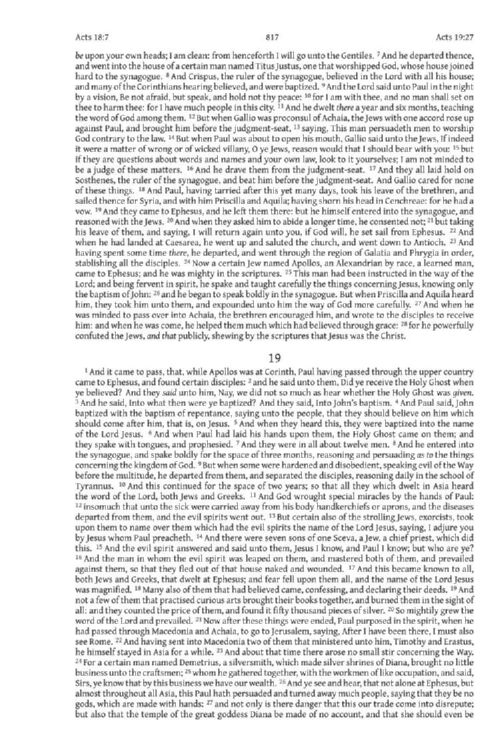 Acts 18:7 817 Acts 19:27
be upon your own heads; I am clean: from henceforth I will go unto the Gentiles. 7 And he departed thence,
and went into the house of a certain man named Titus Justus, one that worshipped God, whose house joined
hard to the synagogue. 8 And Crispus, the ruler of the synagogue, believed in the Lord with all his house;
and many of the Corinthians hearing believed, and were baptized. 9 And the Lord said unto Paul in the night
by a vision, Be not afraid, but speak, and hold not thy peace: 10 for I am with thee, and no man shall set on
thee to harm thee: for I have much people in this city. 11 And he dwelt there a year and six months, teaching
the word of God among them. 12 But when Gallio was proconsul of Achaia, the Jews with one accord rose up
against Paul, and brought him before the judgment-seat, 13 saying, This man persuadeth men to worship
God contrary to the law. 14 But when Paul was about to open his mouth, Gallio said unto the Jews, If indeed
it were a matter of wrong or of wicked villany, O ye Jews, reason would that I should bear with you: 15 but
if they are questions about words and names and your own law, look to it yourselves; I am not minded to
be a judge of these matters. 16 And he drave them from the judgment-seat. 17 And they all laid hold on
Sosthenes, the ruler of the synagogue, and beat him before the judgment-seat. And Gallio cared for none
of these things. 18 And Paul, having tarried after this yet many days, took his leave of the brethren, and
sailed thence for Syria, and with him Priscilla and Aquila; having shorn his head in Cenchreae: for he had a
vow. 19 And they came to Ephesus, and he left them there: but he himself entered into the synagogue, and
reasoned with the Jews. 20 And when they asked him to abide a longer time, he consented not; 21 but taking
his leave of them, and saying, I will return again unto you, if God will, he set sail from Ephesus. 22 And
when he had landed at Caesarea, he went up and saluted the church, and went down to Antioch. 23 And
having spent some time there, he departed, and went through the region of Galatia and Phrygia in order,
stablishing all the disciples. 24 Now a certain Jew named Apollos, an Alexandrian by race, a learned man,
came to Ephesus; and he was mighty in the scriptures. 25 This man had been instructed in the way of the
Lord; and being fervent in spirit, he spake and taught carefully the things concerning Jesus, knowing only
the baptism of John: 26 and he began to speak boldly in the synagogue. But when Priscilla and Aquila heard
him, they took him unto them, and expounded unto him the way of God more carefully. 27 And when he
was minded to pass over into Achaia, the brethren encouraged him, and wrote to the disciples to receive
him: and when he was come, he helped them much which had believed through grace: 28 for he powerfully
confuted the Jews, and that publicly, shewing by the scriptures that Jesus was the Christ.
19
1 And it came to pass, that, while Apollos was at Corinth, Paul having passed through the upper country
came to Ephesus, and found certain disciples: 2 and he said unto them, Did ye receive the Holy Ghost when
ye believed? And they said unto him, Nay, we did not so much as hear whether the Holy Ghost was given.
3 And he said, Into what then were ye baptized? And they said, Into John's baptism. 4 And Paul said, John
baptized with the baptism of repentance, saying unto the people, that they should believe on him which
should come after him, that is, on Jesus. 5 And when they heard this, they were baptized into the name
of the Lord Jesus. 6 And when Paul had laid his hands upon them, the Holy Ghost came on them; and
they spake with tongues, and prophesied. 7 And they were in all about twelve men. 8 And he entered into
the synagogue, and spake boldly for the space of three months, reasoning and persuading as to the things
concerning the kingdom of God. 9 But when some were hardened and disobedient, speaking evil of the Way
before the multitude, he departed from them, and separated the disciples, reasoning daily in the school of
Tyrannus. 10 And this continued for the space of two years; so that all they which dwelt in Asia heard
the word of the Lord, both Jews and Greeks. 11 And God wrought special miracles by the hands of Paul:
12 insomuch that unto the sick were carried away from his body handkerchiefs or aprons, and the diseases
departed from them, and the evil spirits went out. 13 But certain also of the strolling Jews, exorcists, took
upon them to name over them which had the evil spirits the name of the Lord Jesus, saying, I adjure you
by Jesus whom Paul preacheth. 14 And there were seven sons of one Sceva, a Jew, a chief priest, which did
this. 15 And the evil spirit answered and said unto them, Jesus I know, and Paul I know; but who are ye?
16 And the man in whom the evil spirit was leaped on them, and mastered both of them, and prevailed
against them, so that they fled out of that house naked and wounded. 17 And this became known to all,
both Jews and Greeks, that dwelt at Ephesus; and fear fell upon them all, and the name of the Lord Jesus
was magnified. 18 Many also of them that had believed came, confessing, and declaring their deeds. 19 And
not a few of them that practised curious arts brought their books together, and burned them in the sight of
all: and they counted the price of them, and found it fifty thousand pieces of silver. 20 So mightily grew the
word of the Lord and prevailed. 21 Now after these things were ended, Paul purposed in the spirit, when he
had passed through Macedonia and Achaia, to go to Jerusalem, saying, After I have been there, I must also
see Rome. 22 And having sent into Macedonia two of them that ministered unto him, Timothy and Erastus,
he himself stayed in Asia for a while. 23 And about that time there arose no small stir concerning the Way.
24 For a certain man named Demetrius, a silversmith, which made silver shrines of Diana, brought no little
business unto the craftsmen; 25 whom he gathered together, with the workmen of like occupation, and said,
Sirs, ye know that by this business we have our wealth. 26 And ye see and hear, that not alone at Ephesus, but
almost throughout all Asia, this Paul hath persuaded and turned away much people, saying that they be no
gods, which are made with hands: 27 and not only is there danger that this our trade come into disrepute;
but also that the temple of the great goddess Diana be made of no account, and that she should even be